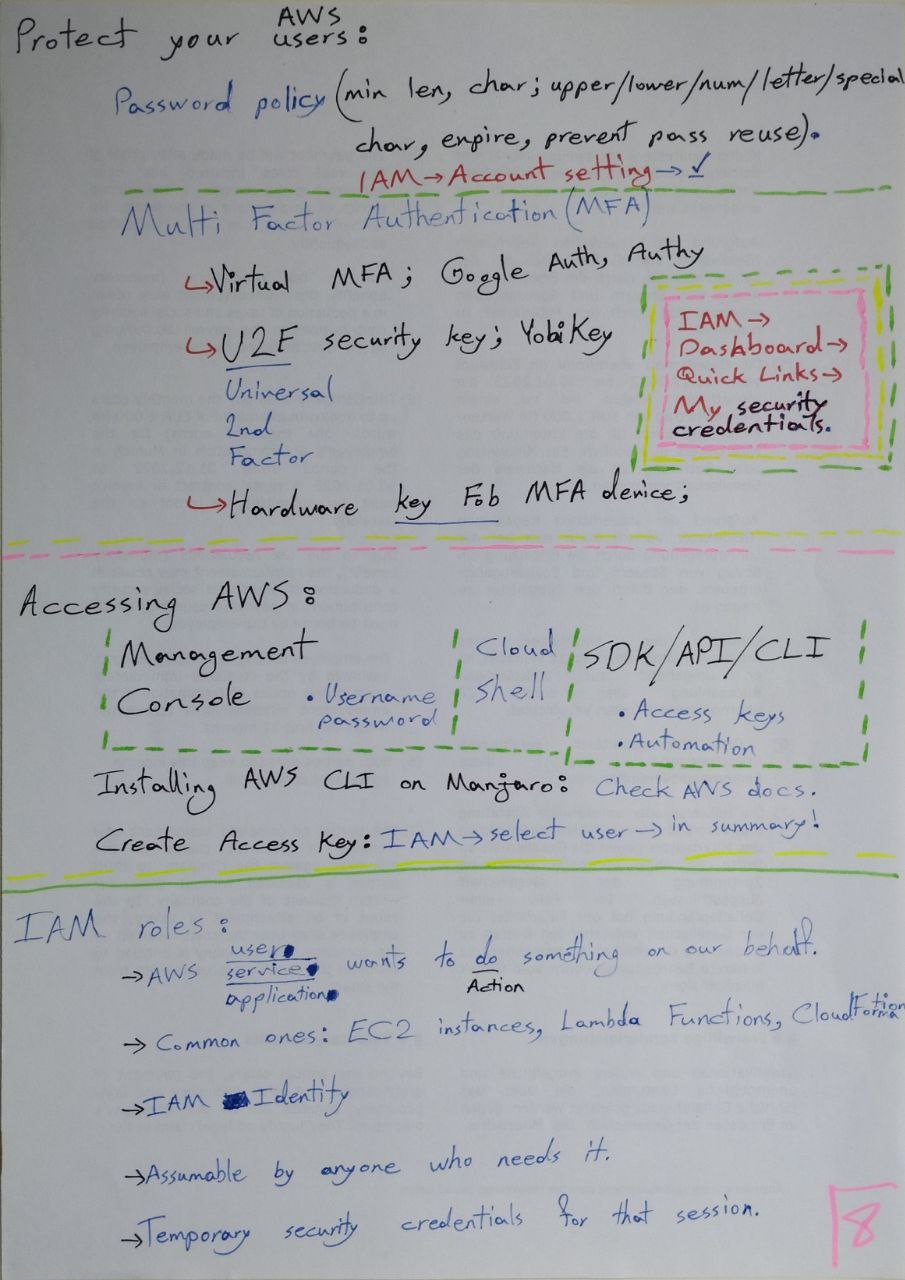 Protect your AWS users:
Password policy (min len, char; upper/lower/num/letter/special
char, enpire, prevent pass reuse).
IAM → Account setting → ✓
Multi Factor Authentication (MFA)
↳ Virtual MFA; Google Auth, Authy
↳ U2F security key; YobiKey
Universal
2nd
Factor
↳ Hardware key Fob MFA device;
IAM →
Dashboard →
Quick Links →
My security
credentials.
Accessing AWS:
Management
Console • Username
password
Cloud
Shell
SDK/API/CLI
• Access keys
• Automation
Installing AWS CLI on Manjaro: Check AWS docs.
Create Access Key: IAM → select user → in summary!
IAM roles:
→ AWS user service application wants to do something on our behalf.
Action
→ Common ones: EC2 instances, Lambda Functions, CloudFormation
→ IAM Identity
→ Assumable by anyone who needs it.
→ Temporary security credentials for that session.
8